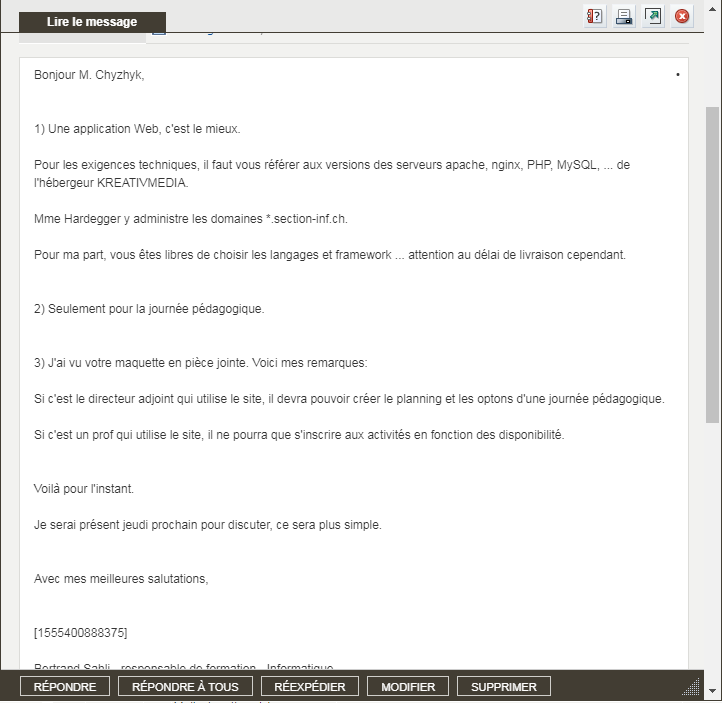 Lire le message
Bonjour M. Chyzhyk,
1) Une application Web, c'est le mieux.
Pour les exigences techniques, il faut vous référer aux versions des serveurs apache, nginx, PHP, MySQL, ... de
l'hébergeur KREATIVMEDIA.
Mme Hardegger y administre les domaines *.section-inf.ch.
Pour ma part, vous êtes libres de choisir les langages et framework ... attention au délai de livraison cependant.
2) Seulement pour la journée pédagogique.
3) J'ai vu votre maquette en pièce jointe. Voici mes remarques:
Si c'est le directeur adjoint qui utilise le site, il devra pouvoir créer le planning et les optons d'une journée pédagogique.
Si c'est un prof qui utilise le site, il ne pourra que s'inscrire aux activités en fonction des disponibilité.
Voilà pour l'instant.
Je serai présent jeudi prochain pour discuter, ce sera plus simple.
Avec mes meilleures salutations,
[1555400888375]
Bertrand Sahli - responsable de formation - Informatique
RÉPONDRE RÉPONDRE À TOUS RÉEXPÉDIER MODIFIER SUPPRIMER